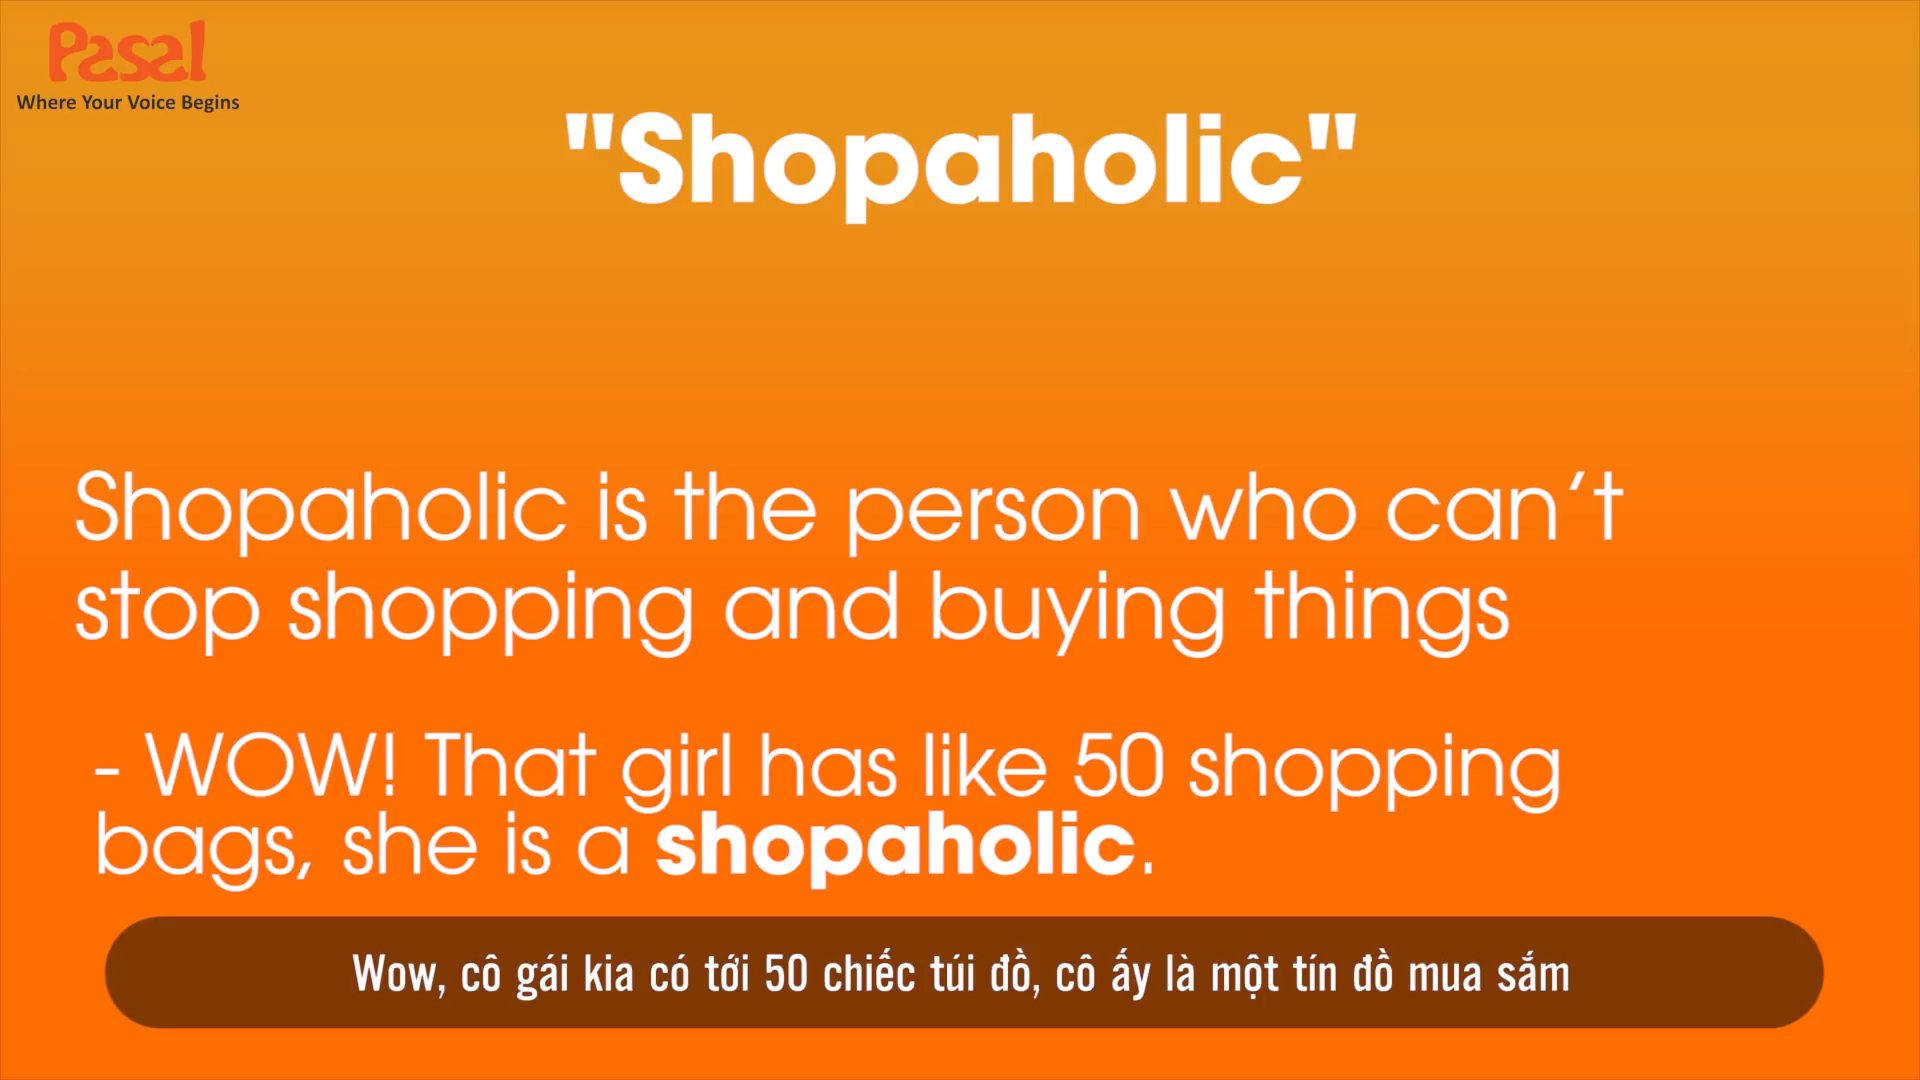 Pasal
Where Your Voice Begins
"Shopaholic"
Shopaholic is the person who can't
stop shopping and buying things
- WOW! That girl has like 50 shopping
bags, she is a shopaholic.
Wow, cô gái kia có tới 50 chiếc túi đồ, cô ấy là một tín đồ mua sắm